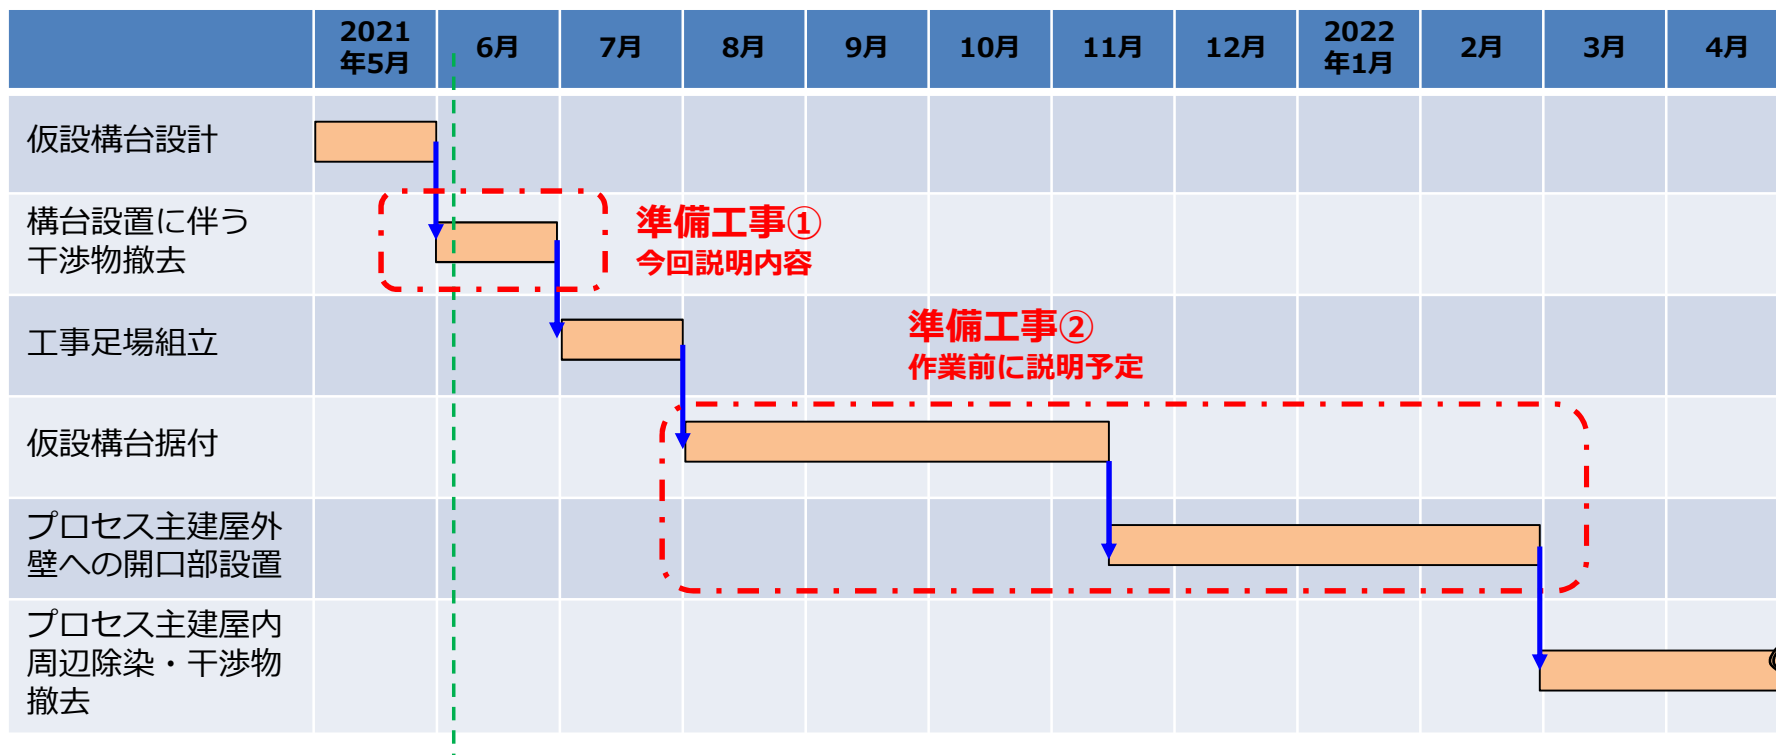 2021
年5月
6月
7月
8月
9月
10月
11月
12月
2022
年1月
2月
3月
4月
仮設構台設計
構台設置に伴う
干渉物撤去
準備工事①
今回説明内容
工事足場組立
準備工事②
作業前に説明予定
仮設構台据付
プロセス主建屋外
壁への開口部設置
プロセス主建屋内
周辺除染・干渉物
撤去